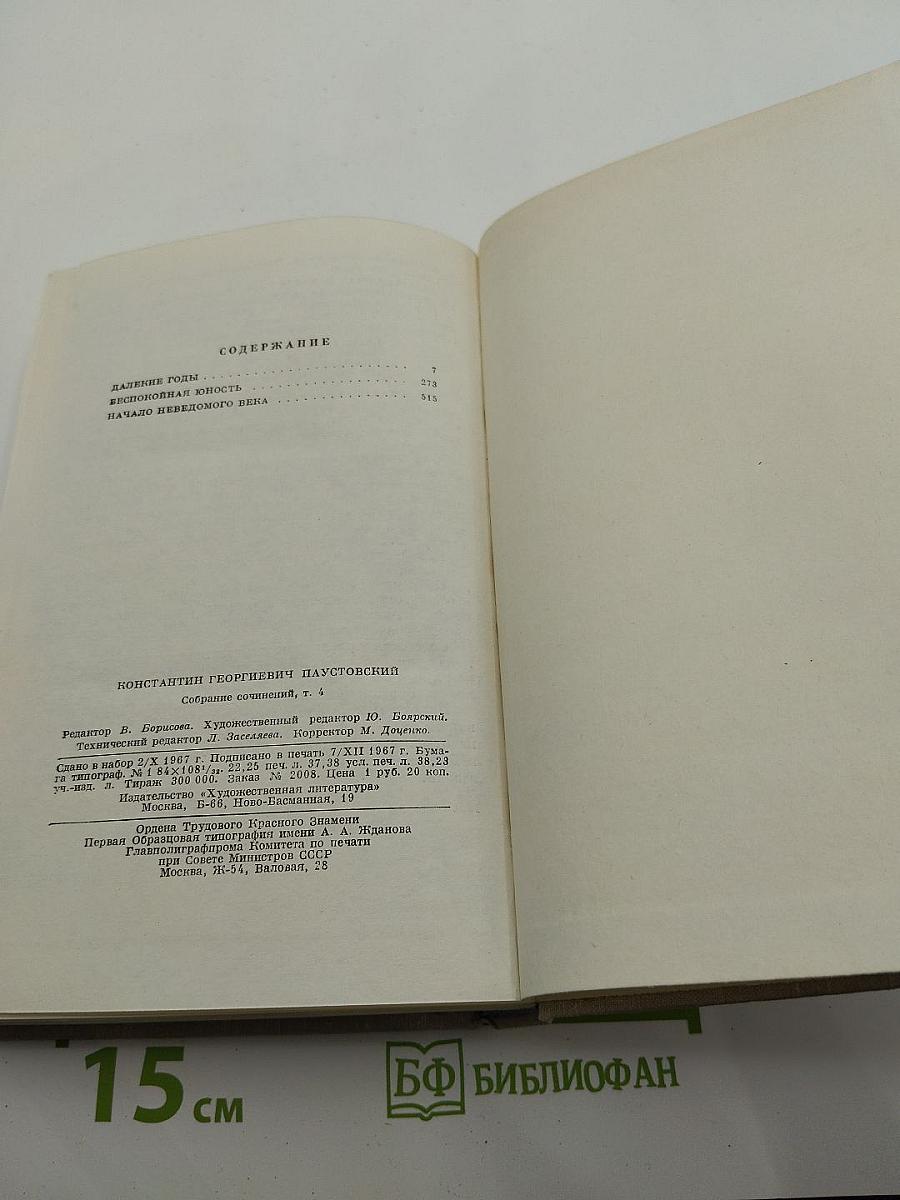 СОДЕРЖАНИЕ
ДАЛЕКИЕ ГОДЫ . . . . . . . . . . . . . . . . . . . . . . . . 7
БЕСПОКОЙНАЯ ЮНОСТЬ . . . . . . . . . . . . . . . . . . 273
НАЧАЛО НЕВЕДОМОГО ВЕКА . . . . . . . . . . . . . . . 515
КОНСТАНТИН ГЕОРГИЕВИЧ ПАУСТОВСКИЙ
Собрание сочинений, т. 4
Редактор В. Борисова. Художественный редактор Ю. Боярский.
Технический редактор Л. Заселяева. Корректор М. Доценко.
Сдано в набор 2/X 1967 г. Подписано в печать 7/XII 1967 г. Бума-
га типограф. № 1 84×108¹/₃₂. 22,25 печ. л. 37,38 усл. печ. л. 38,23
уч.-изд. л. Тираж 300 000. Заказ № 2008. Цена 1 руб. 20 коп.
Издательство «Художественная литература»
Москва, Б-66, Ново-Басманная, 19
Ордена Трудового Красного Знамени
Первая Образцовая типография имени А. А. Жданова
Главполиграфпрома Комитета по печати
при Совете Министров СССР
Москва, Ж-54, Валовая, 28
15 см
БФ БИБЛИОФАН